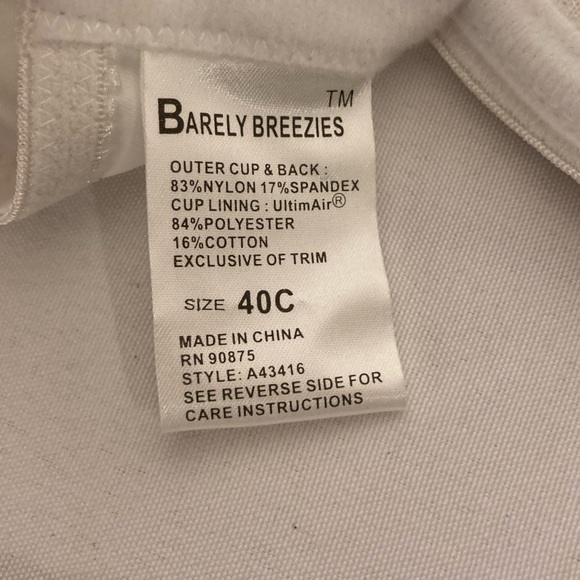 BARELY BREEZIES™
OUTER CUP & BACK :
83%NYLON 17%SPANDEX
CUP LINING : UltimAir®
84%POLYESTER
16%COTTON
EXCLUSIVE OF TRIM
SIZE 40C
MADE IN CHINA
RN 90875
STYLE: A43416
SEE REVERSE SIDE FOR
CARE INSTRUCTIONS